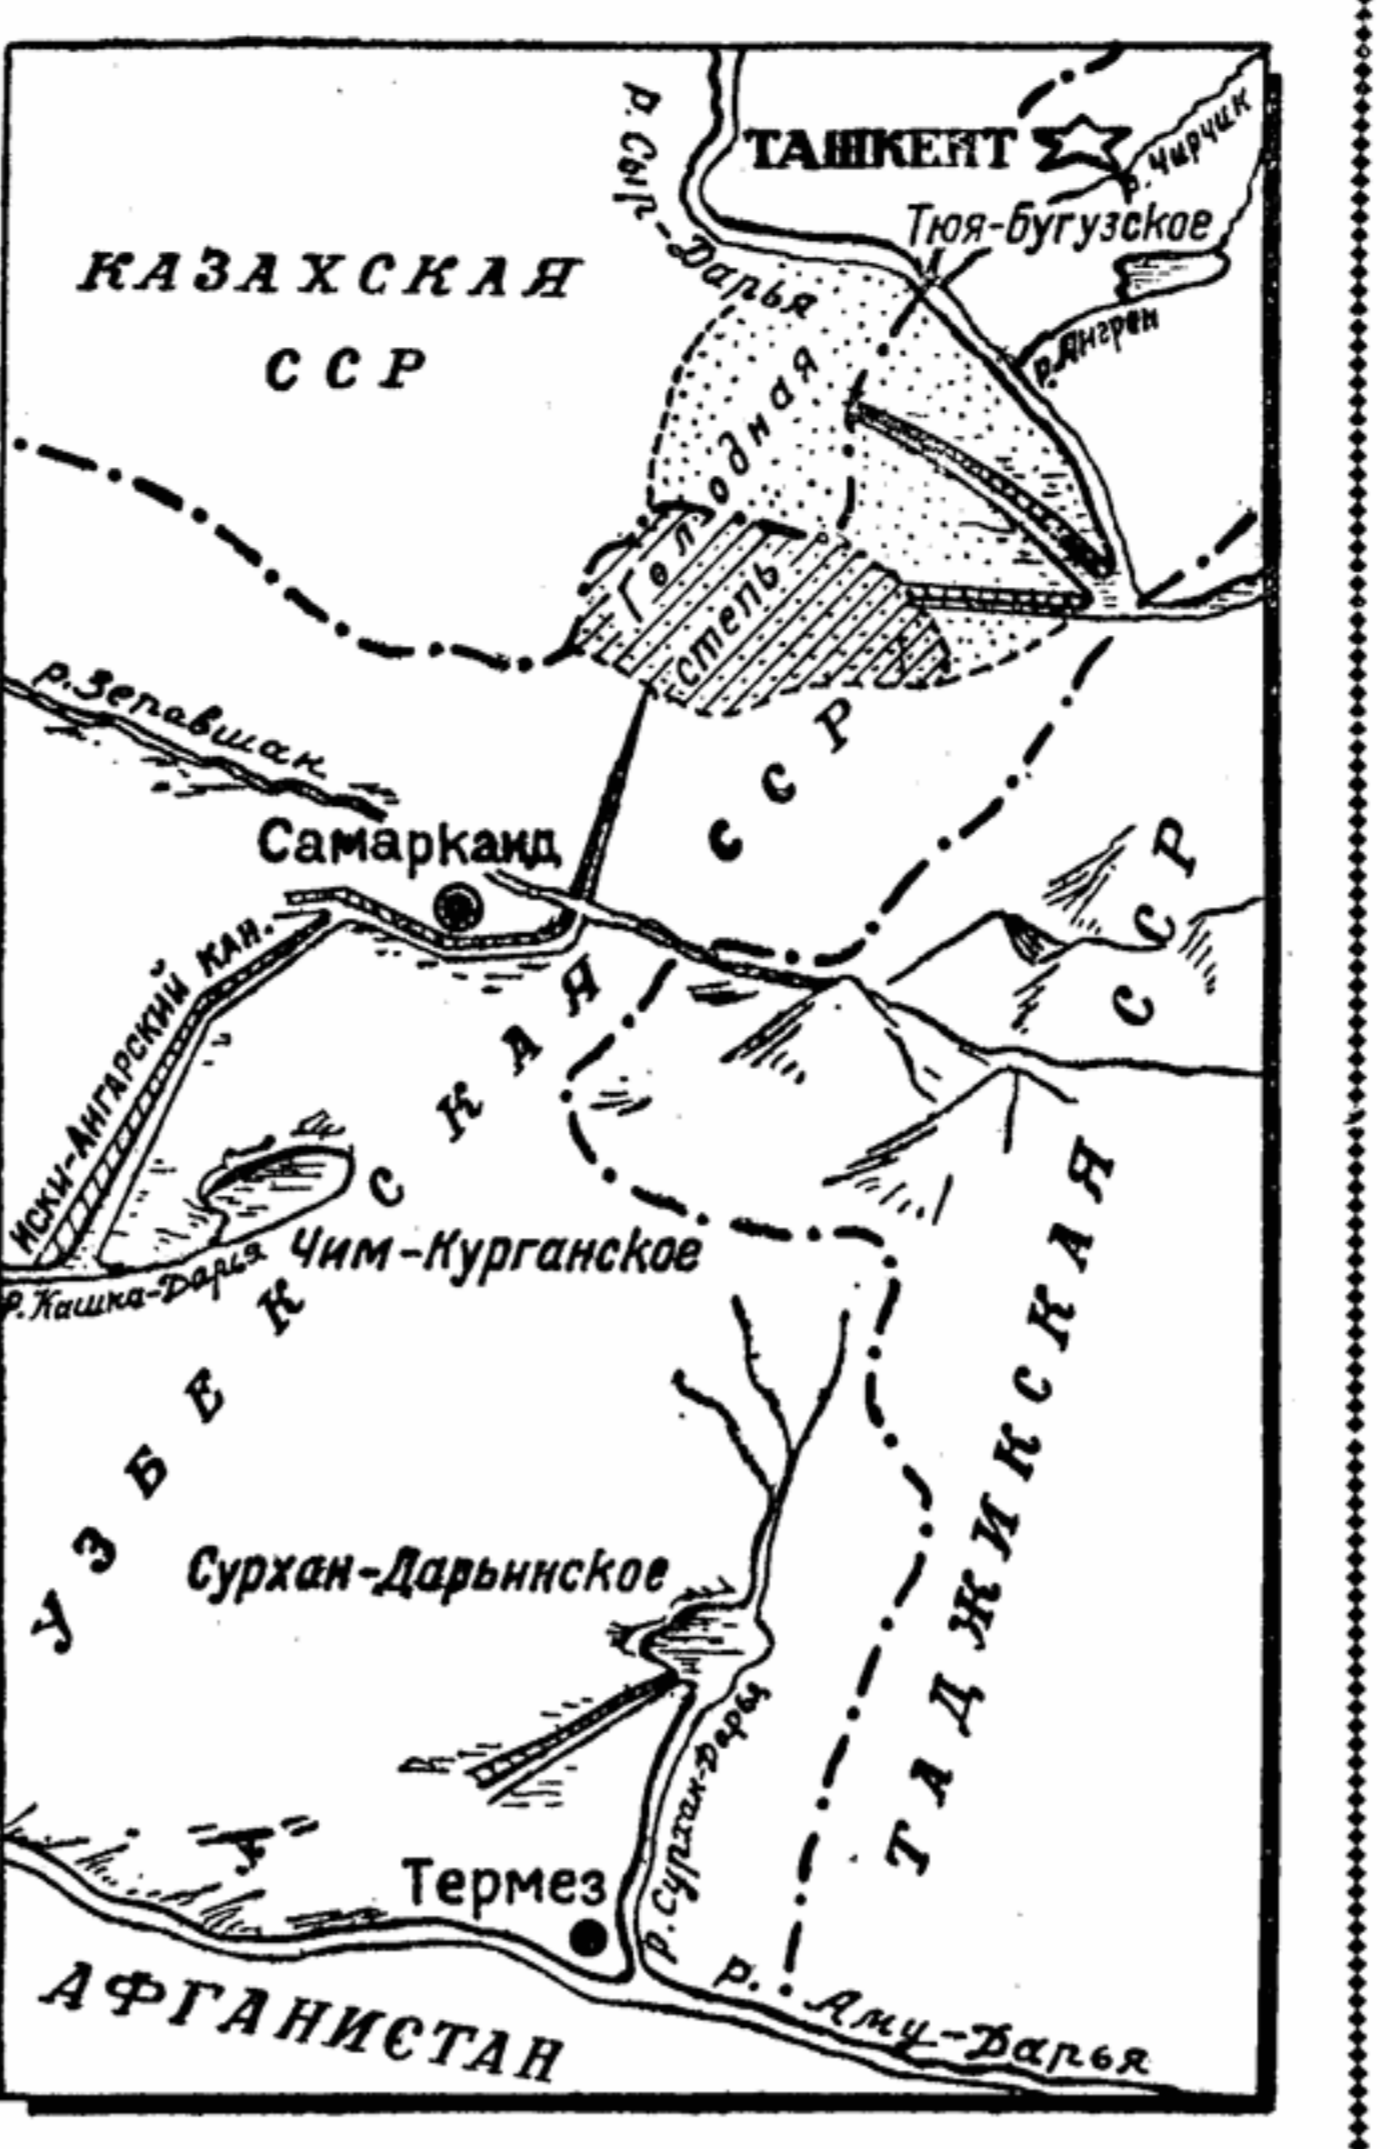 р. Сыр-Дарья
ТАШКЕНТ
р. Чирчик
Тюя-бугузское
р. Ангрен
КАЗАХСКАЯ
ССР
Голодная
степь
р. Зеравшан
Самарканд
ИСКИ-АНГАРСКИЙ КАН.
Чим-Курганское
р. Кашка-Дарья
УЗБЕКСКАЯ ССР
ТАДЖИКСКАЯ ССР
Сурхан-Дарьинское
р. Сурхан-Дарьи
Термез
р. Аму-Дарья
АФГАНИСТАН